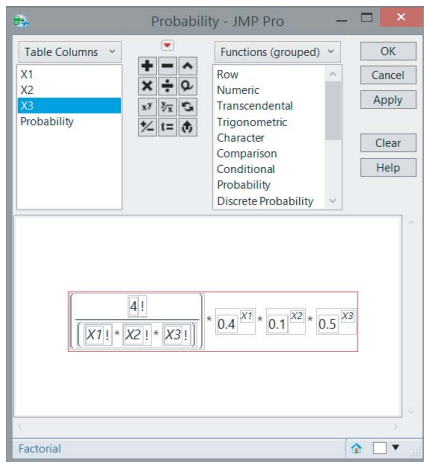 Probability - JMP Pro
Table Columns
Functions (grouped)
OK
Cancel
Apply
Clear
Help
X1
X2
X3
Probability
xʸ
ʸ√x
+/-
t=
Row
Numeric
Transcendental
Trigonometric
Character
Comparison
Conditional
Probability
Discrete Probability
4!
(X1! * X2! * X3!)
* 0.4^X1 * 0.1^X2 * 0.5^X3
Factorial